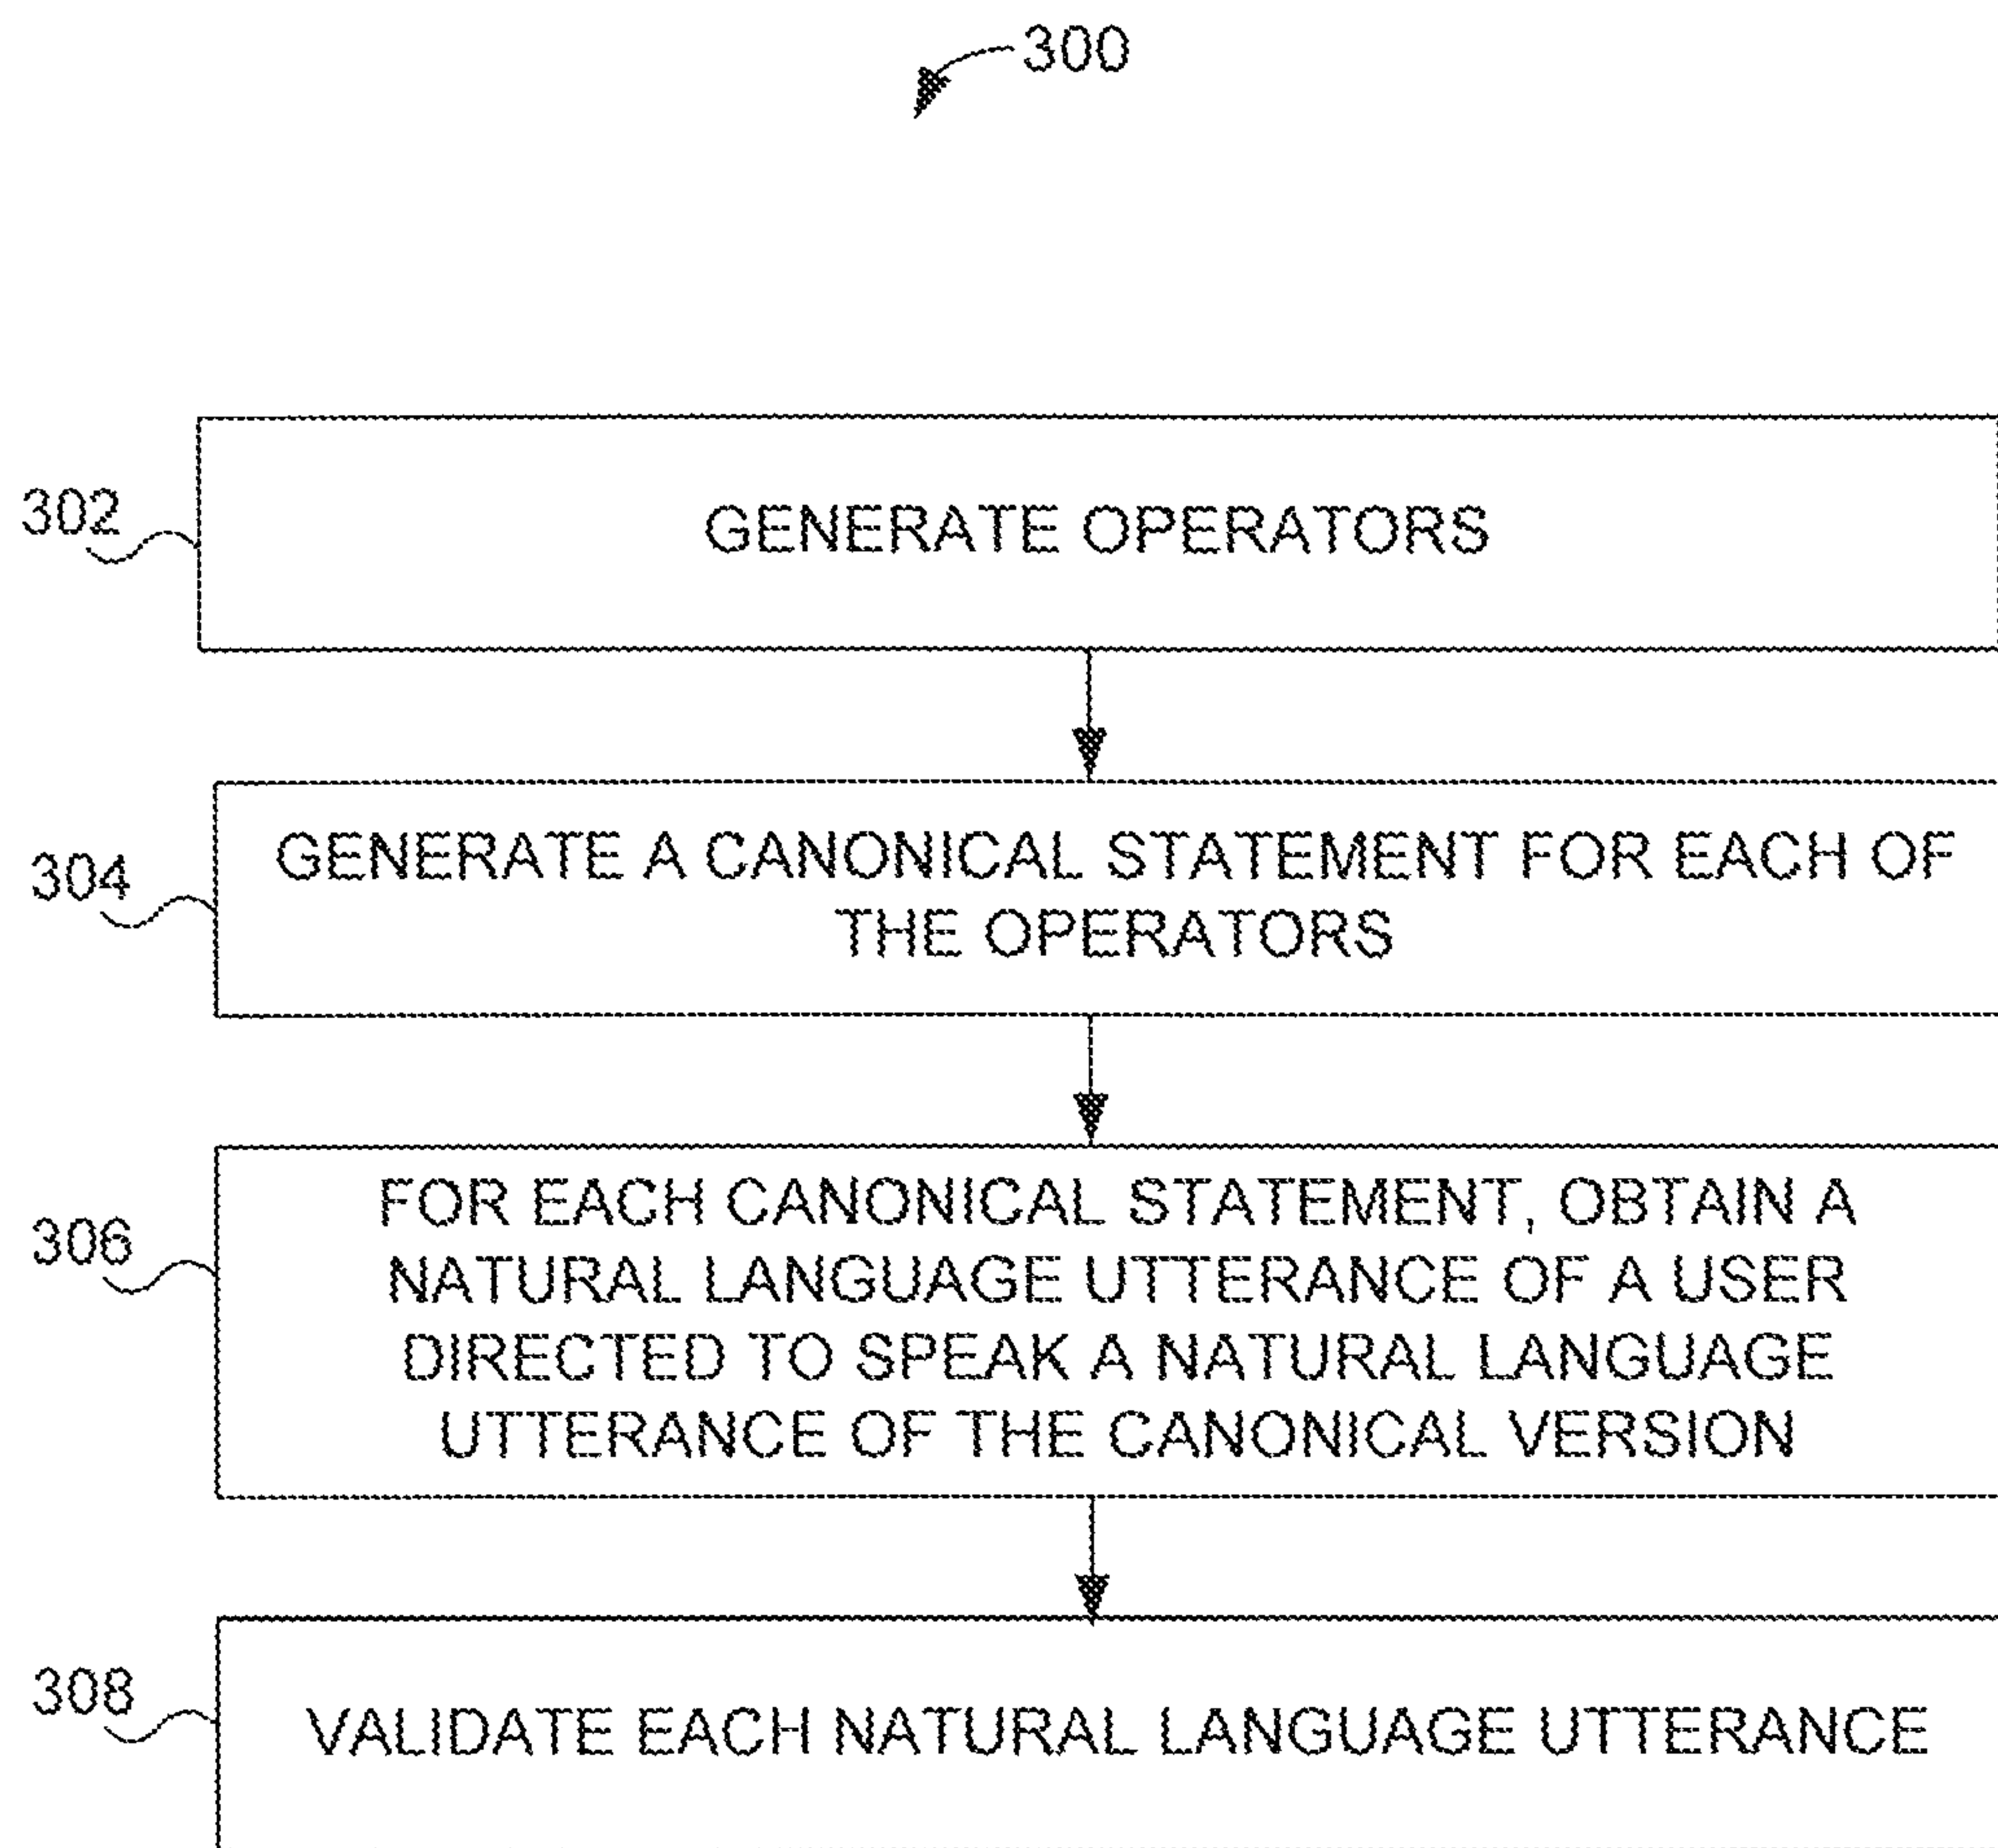 300
302
GENERATE OPERATORS
304
GENERATE A CANONICAL STATEMENT FOR EACH OF
THE OPERATORS
306
FOR EACH CANONICAL STATEMENT, OBTAIN A
NATURAL LANGUAGE UTTERANCE OF A USER
DIRECTED TO SPEAK A NATURAL LANGUAGE
UTTERANCE OF THE CANONICAL VERSION
308
VALIDATE EACH NATURAL LANGUAGE UTTERANCE